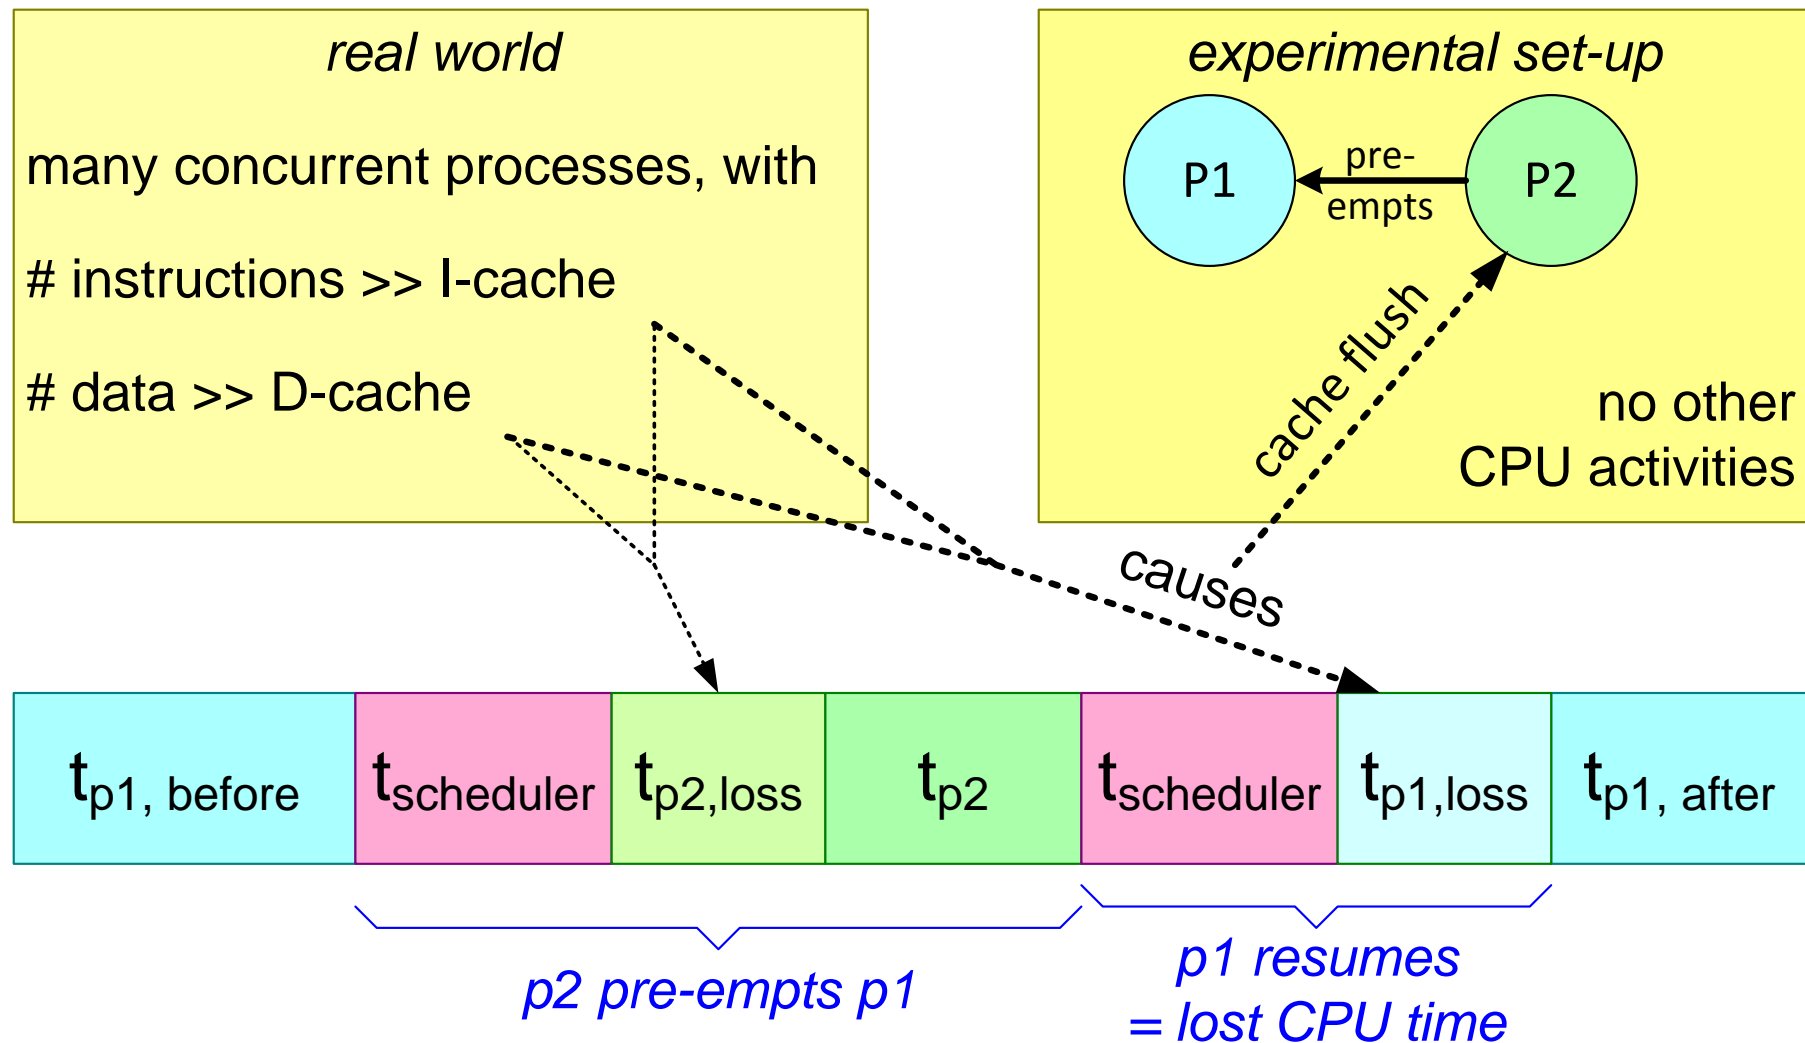 real world
many concurrent processes, with
# instructions >> I-cache
# data >> D-cache
experimental set-up
P1
pre-
empts
P2
cache flush
no other
CPU activities
causes
tp1, before
tscheduler
tp2,loss
tp2
tscheduler
tp1,loss
tp1, after
p2 pre-empts p1
p1 resumes
= lost CPU time